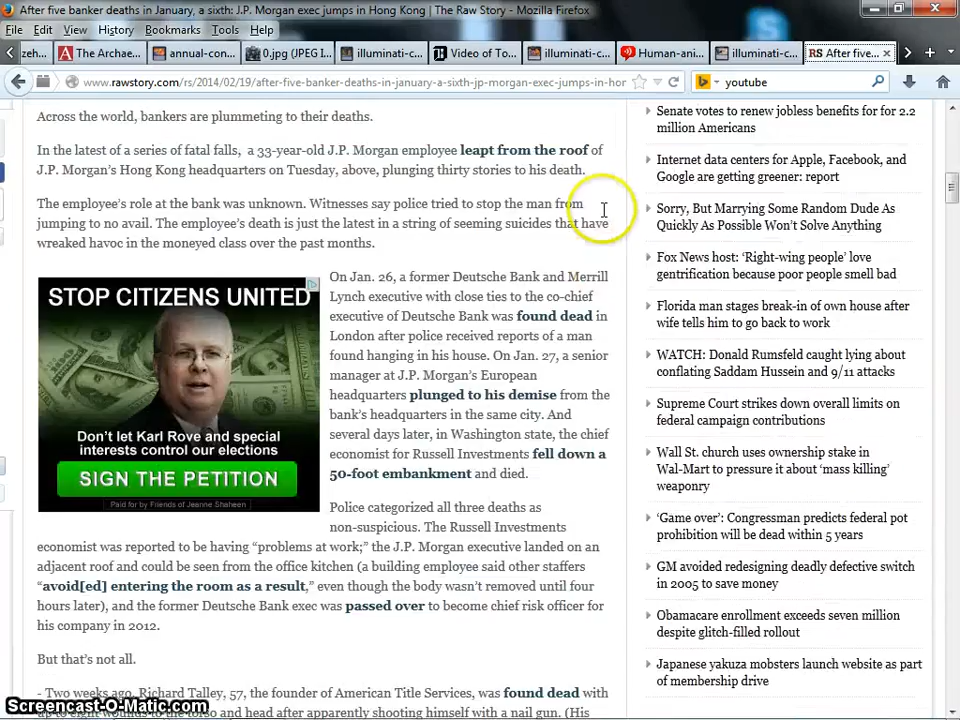 After five banker deaths in January, a sixth: J.P. Morgan exec jumps in Hong Kong | The Raw Story - Mozilla Firefox
File Edit View History Bookmarks Tools Help
zeh...
The Archae...
annual-con...
0.jpg (JPEG I...
illuminati-c...
Video of To...
illuminati-c...
Human-ani...
illuminati-c...
RS After five...
www.rawstory.com/rs/2014/02/19/after-five-banker-deaths-in-january-a-sixth-jp-morgan-exec-jumps-in-hor
youtube
Across the world, bankers are plummeting to their deaths.
In the latest of a series of fatal falls, a 33-year-old J.P. Morgan employee leapt from the roof of
J.P. Morgan’s Hong Kong headquarters on Tuesday, above, plunging thirty stories to his death.
The employee’s role at the bank was unknown. Witnesses say police tried to stop the man from
jumping to no avail. The employee’s death is just the latest in a string of seeming suicides that have
wreaked havoc in the moneyed class over the past months.
STOP CITIZENS UNITED
Don’t let Karl Rove and special
interests control our elections
SIGN THE PETITION
Paid for by Friends of Jeanne Shaheen
On Jan. 26, a former Deutsche Bank and Merrill
Lynch executive with close ties to the co-chief
executive of Deutsche Bank was found dead in
London after police received reports of a man
found hanging in his house. On Jan. 27, a senior
manager at J.P. Morgan’s European
headquarters plunged to his demise from the
bank’s headquarters in the same city. And
several days later, in Washington state, the chief
economist for Russell Investments fell down a
50-foot embankment and died.
Police categorized all three deaths as
non-suspicious. The Russell Investments
economist was reported to be having “problems at work;” the J.P. Morgan executive landed on an
adjacent roof and could be seen from the office kitchen (a building employee said other staffers
“avoid[ed] entering the room as a result,” even though the body wasn’t removed until four
hours later), and the former Deutsche Bank exec was passed over to become chief risk officer for
his company in 2012.
But that’s not all.
- Two weeks ago, Richard Talley, 57, the founder of American Title Services, was found dead with
up to eight wounds to the torso and head after apparently shooting himself with a nail gun. (His
Senate votes to renew jobless benefits for for 2.2
million Americans
Internet data centers for Apple, Facebook, and
Google are getting greener: report
Sorry, But Marrying Some Random Dude As
Quickly As Possible Won’t Solve Anything
Fox News host: ‘Right-wing people’ love
gentrification because poor people smell bad
Florida man stages break-in of own house after
wife tells him to go back to work
WATCH: Donald Rumsfeld caught lying about
conflating Saddam Hussein and 9/11 attacks
Supreme Court strikes down overall limits on
federal campaign contributions
Wall St. church uses ownership stake in
Wal-Mart to pressure it about ‘mass killing’
weaponry
‘Game over’: Congressman predicts federal pot
prohibition will be dead within 5 years
GM avoided redesigning deadly defective switch
in 2005 to save money
Obamacare enrollment exceeds seven million
despite glitch-filled rollout
Japanese yakuza mobsters launch website as part
of membership drive
Screencast-O-Matic.com